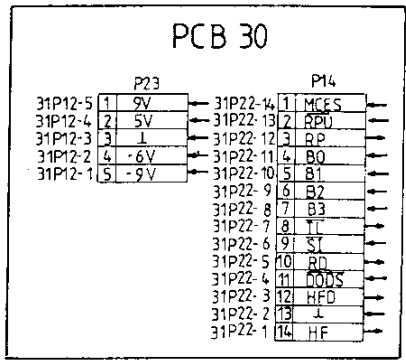 PCB 30
P23
31P12-5 1 9V
31P12-4 2 5V
31P12-3 3 ⊥
31P12-2 4 -6V
31P12-1 5 -9V
P14
31P22-14 1 MCES
31P22-13 2 RPU
31P22-12 3 RP
31P22-11 4 B0
31P22-10 5 B1
31P22-9 6 B2
31P22-8 7 B3
31P22-7 8 TL
31P22-6 9 SI
31P22-5 10 RD
31P22-4 11 DODS
31P22-3 12 HFD
31P22-2 13 ⊥
31P22-1 14 HF